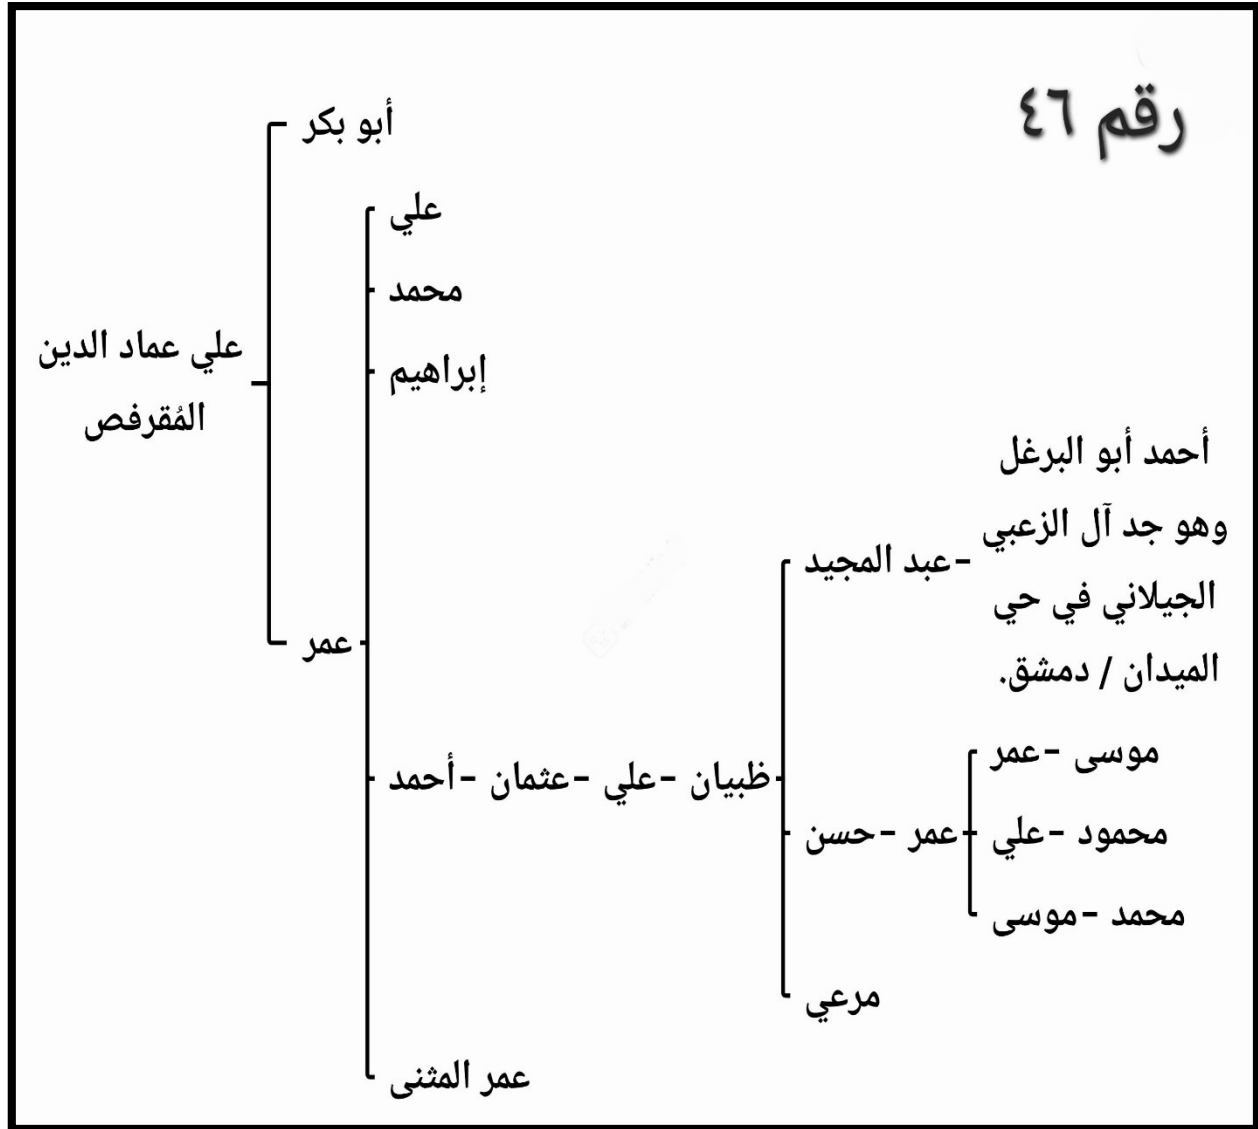 رقم ٤٦
أبو بكر
علي
محمد
إبراهيم
علي عماد الدين
المُقرفص
أحمد أبو البرغل
وهو جد آل الزعبي
الجيلاني في حي
الميدان / دمشق.
عبد المجيد -
عمر
موسى - عمر
أحمد - عثمان - علي - ظبيان
حسن - عمر
محمود - علي
محمد - موسى
مرعي
عمر المثنى